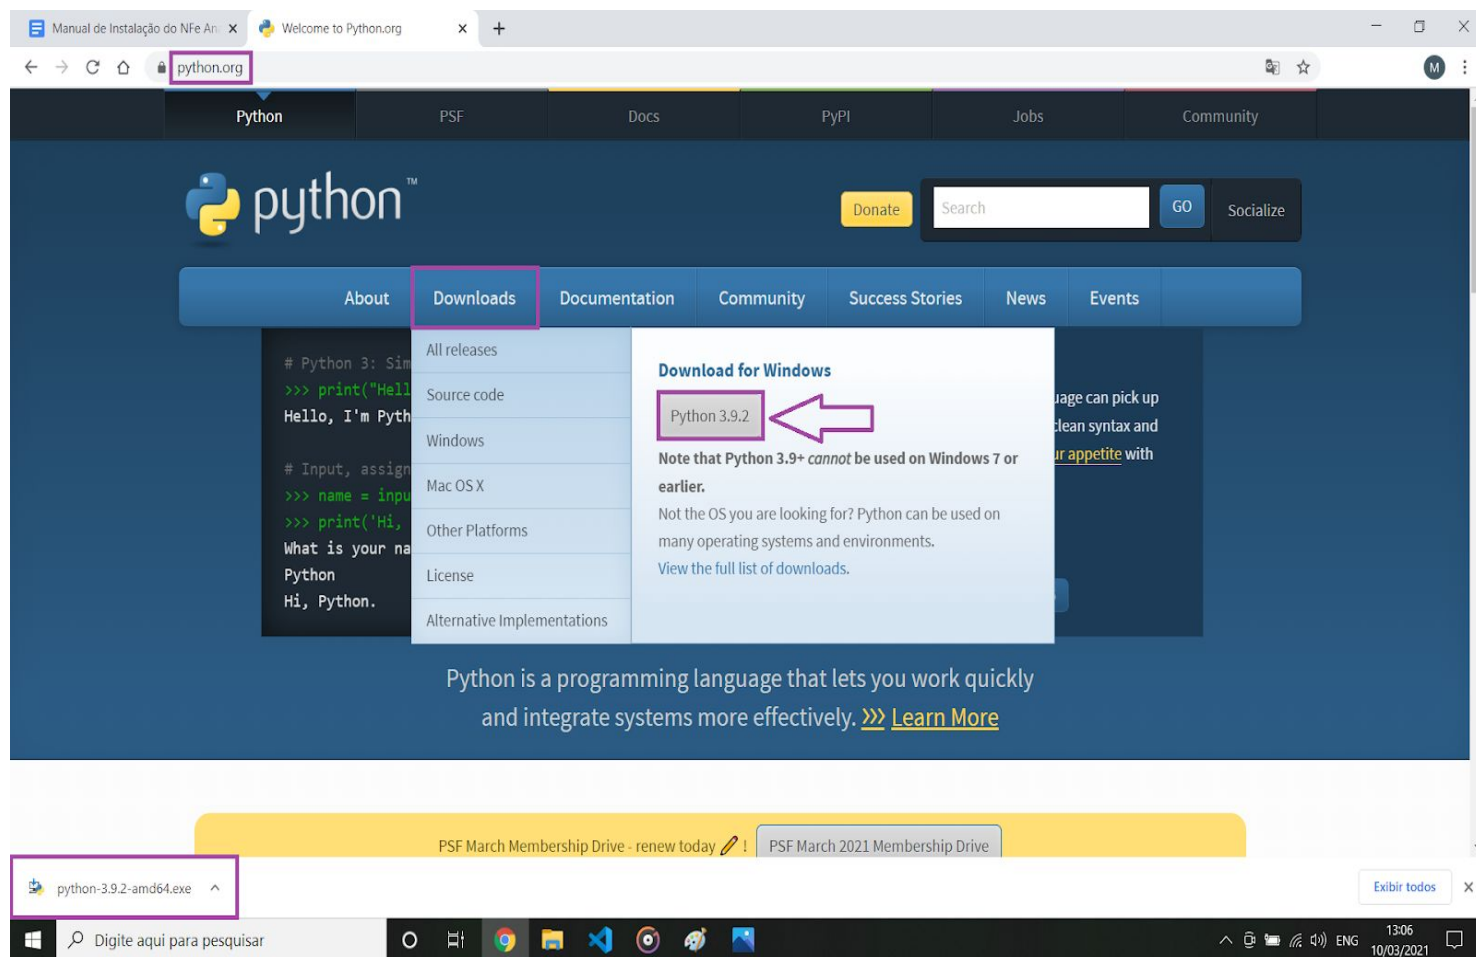 Manual de Instalação do NFe An
Welcome to Python.org
python.org
M
Python PSF Docs PyPI Jobs Community
python™
Donate Search GO Socialize
About Downloads Documentation Community Success Stories News Events
All releases
Source code
Windows
Mac OS X
Other Platforms
License
Alternative Implementations
# Python 3: Sim
>>> print("Hell
Hello, I'm Pyth
# Input, assign
>>> name = inpu
>>> print('Hi,
What is your na
Python
Hi, Python.
Download for Windows
Python 3.9.2
Note that Python 3.9+ cannot be used on Windows 7 or
earlier.
Not the OS you are looking for? Python can be used on
many operating systems and environments.
View the full list of downloads.
uage can pick up
clean syntax and
ur appetite with
Python is a programming language that lets you work quickly
and integrate systems more effectively. >>> Learn More
PSF March Membership Drive - renew today ! PSF March 2021 Membership Drive
python-3.9.2-amd64.exe
Exibir todos
Digite aqui para pesquisar
ENG
13:06
10/03/2021